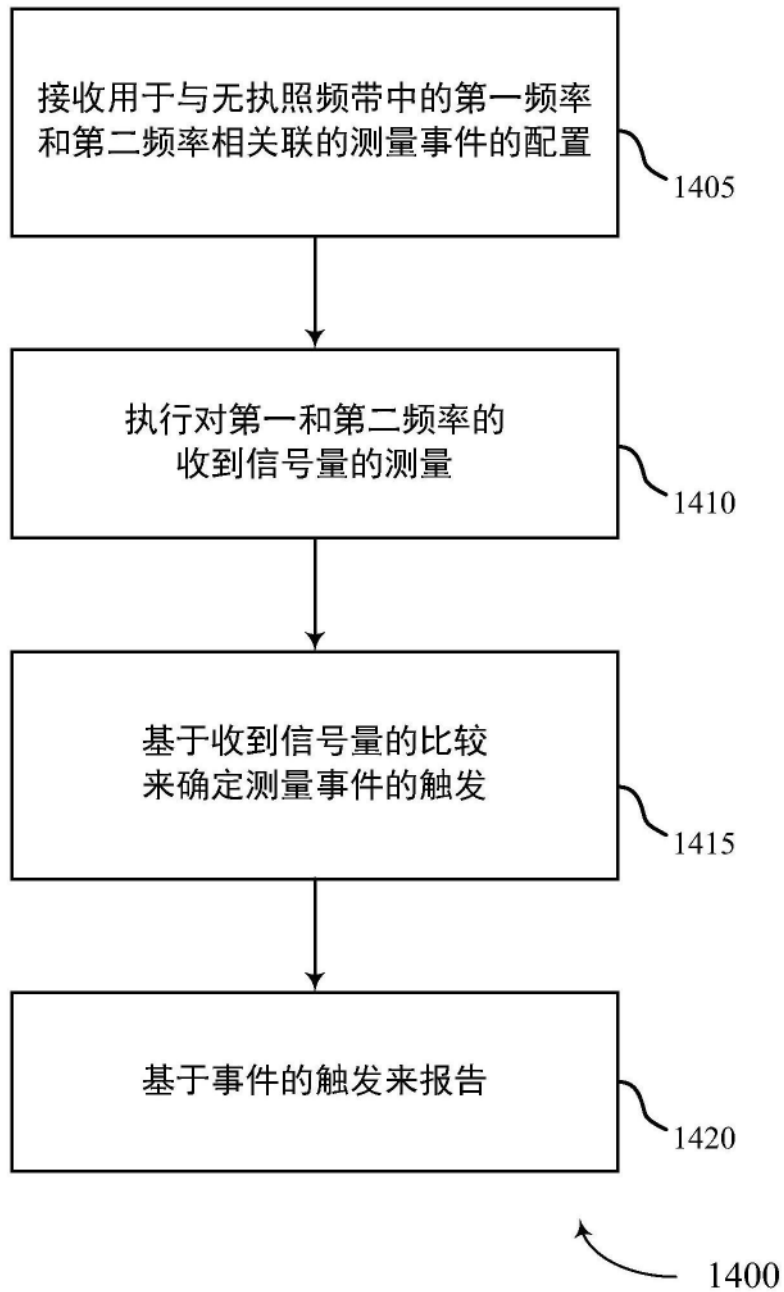 接收用于与无执照频带中的第一频率
和第二频率相关联的测量事件的配置
1405
执行对第一和第二频率的
收到信号量的测量
1410
基于收到信号量的比较
来确定测量事件的触发
1415
基于事件的触发来报告
1420
1400